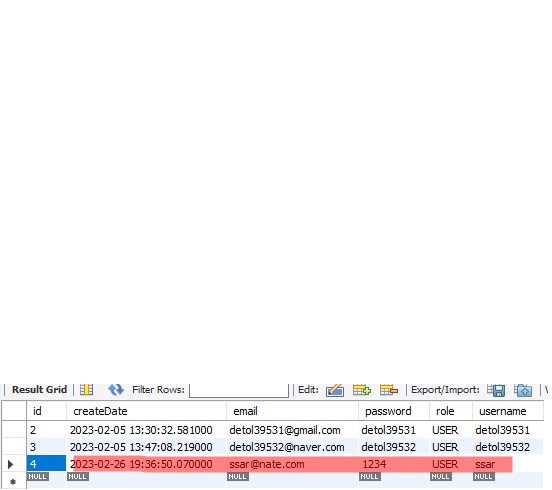 Result Grid Filter Rows: Edit: Export/Import:
id createDate email password role username
2 2023-02-05 13:30:32.581000 detol39531@gmail.com detol39531 USER detol39531
3 2023-02-05 13:47:08.219000 detol39532@naver.com detol39532 USER detol39532
4 2023-02-26 19:36:50.070000 ssar@nate.com 1234 USER ssar
NULL NULL NULL NULL NULL NULL